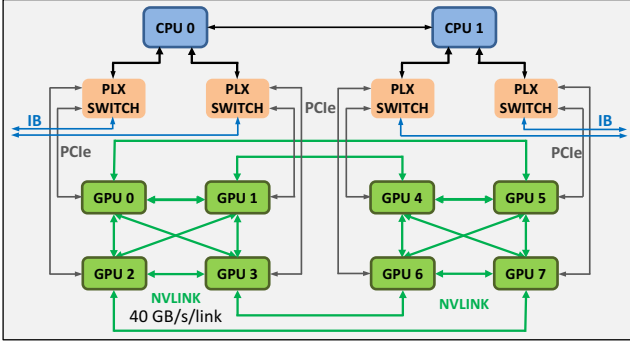 CPU 0
CPU 1
PLX
SWITCH
PLX
SWITCH
PLX
SWITCH
PLX
SWITCH
IB
PCIe
PCIe
PCIe
IB
GPU 0
GPU 1
GPU 4
GPU 5
GPU 2
GPU 3
GPU 6
GPU 7
NVLINK
40 GB/s/link
NVLINK